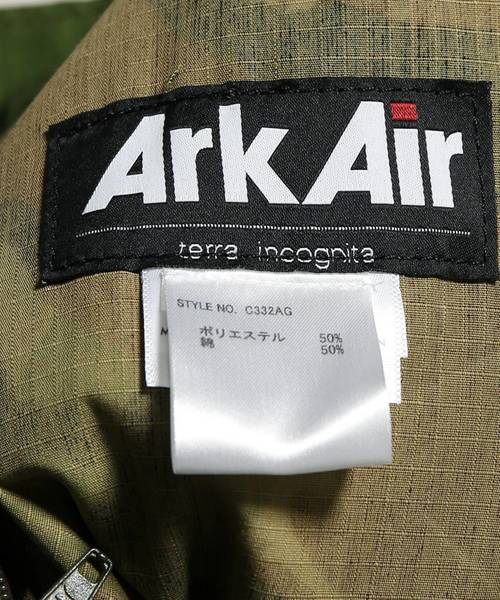 ArkAir
terra incognita
STYLE NO. C332AG
ポリエステル 50%
綿 50%